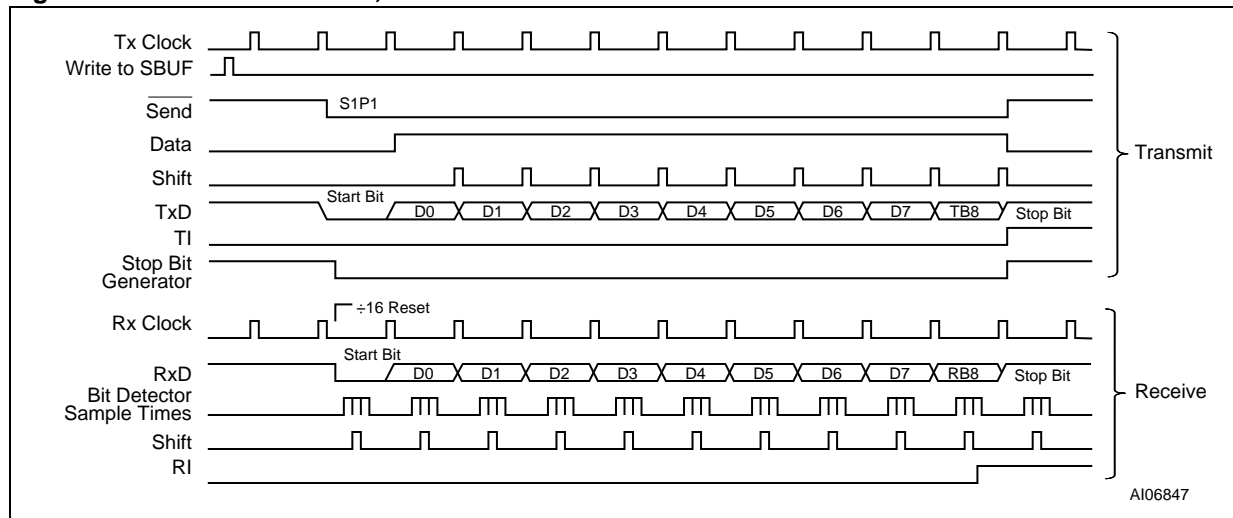 Tx Clock
Write to SBUF
Send
S1P1
Data
Transmit
Shift
Start Bit
TxD
D0 D1 D2 D3 D4 D5 D6 D7 TB8 Stop Bit
TI
Stop Bit
Generator
÷16 Reset
Rx Clock
Start Bit
RxD
D0 D1 D2 D3 D4 D5 D6 D7 RB8 Stop Bit
Bit Detector
Sample Times
Receive
Shift
RI
AI06847